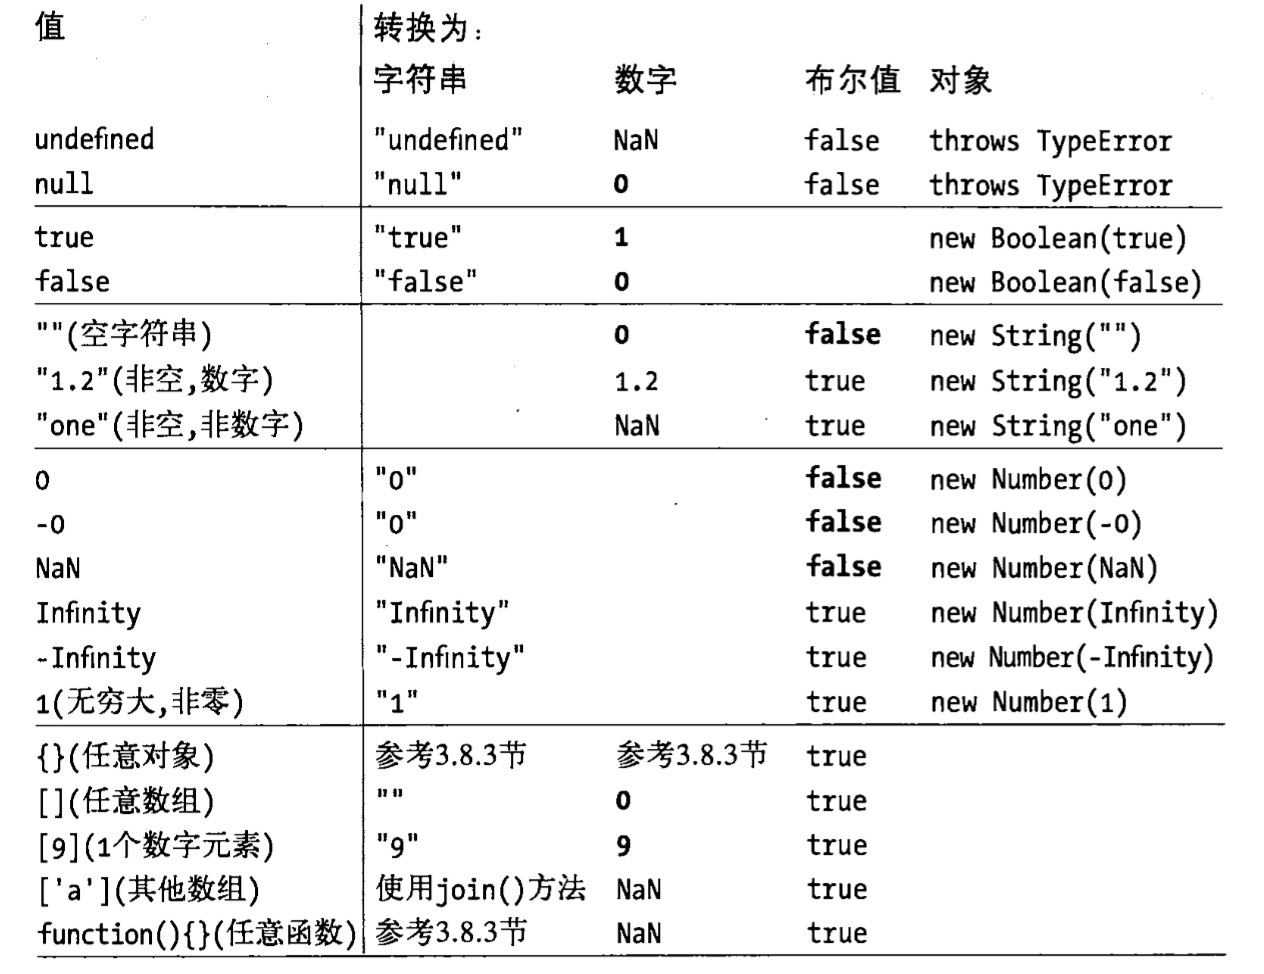 值 转换为:
字符串 数字 布尔值 对象
undefined "undefined" NaN false throws TypeError
null "null" 0 false throws TypeError
true "true" 1 new Boolean(true)
false "false" 0 new Boolean(false)
""(空字符串) 0 false new String("")
"1.2"(非空,数字) 1.2 true new String("1.2")
"one"(非空,非数字) NaN true new String("one")
0 "0" false new Number(0)
-0 "0" false new Number(-0)
NaN "NaN" false new Number(NaN)
Infinity "Infinity" true new Number(Infinity)
-Infinity "-Infinity" true new Number(-Infinity)
1(无穷大,非零) "1" true new Number(1)
{}(任意对象) 参考3.8.3节 参考3.8.3节 true
[](任意数组) "" 0 true
[9](1个数字元素) "9" 9 true
['a'](其他数组) 使用join()方法 NaN true
function(){}(任意函数) 参考3.8.3节 NaN true